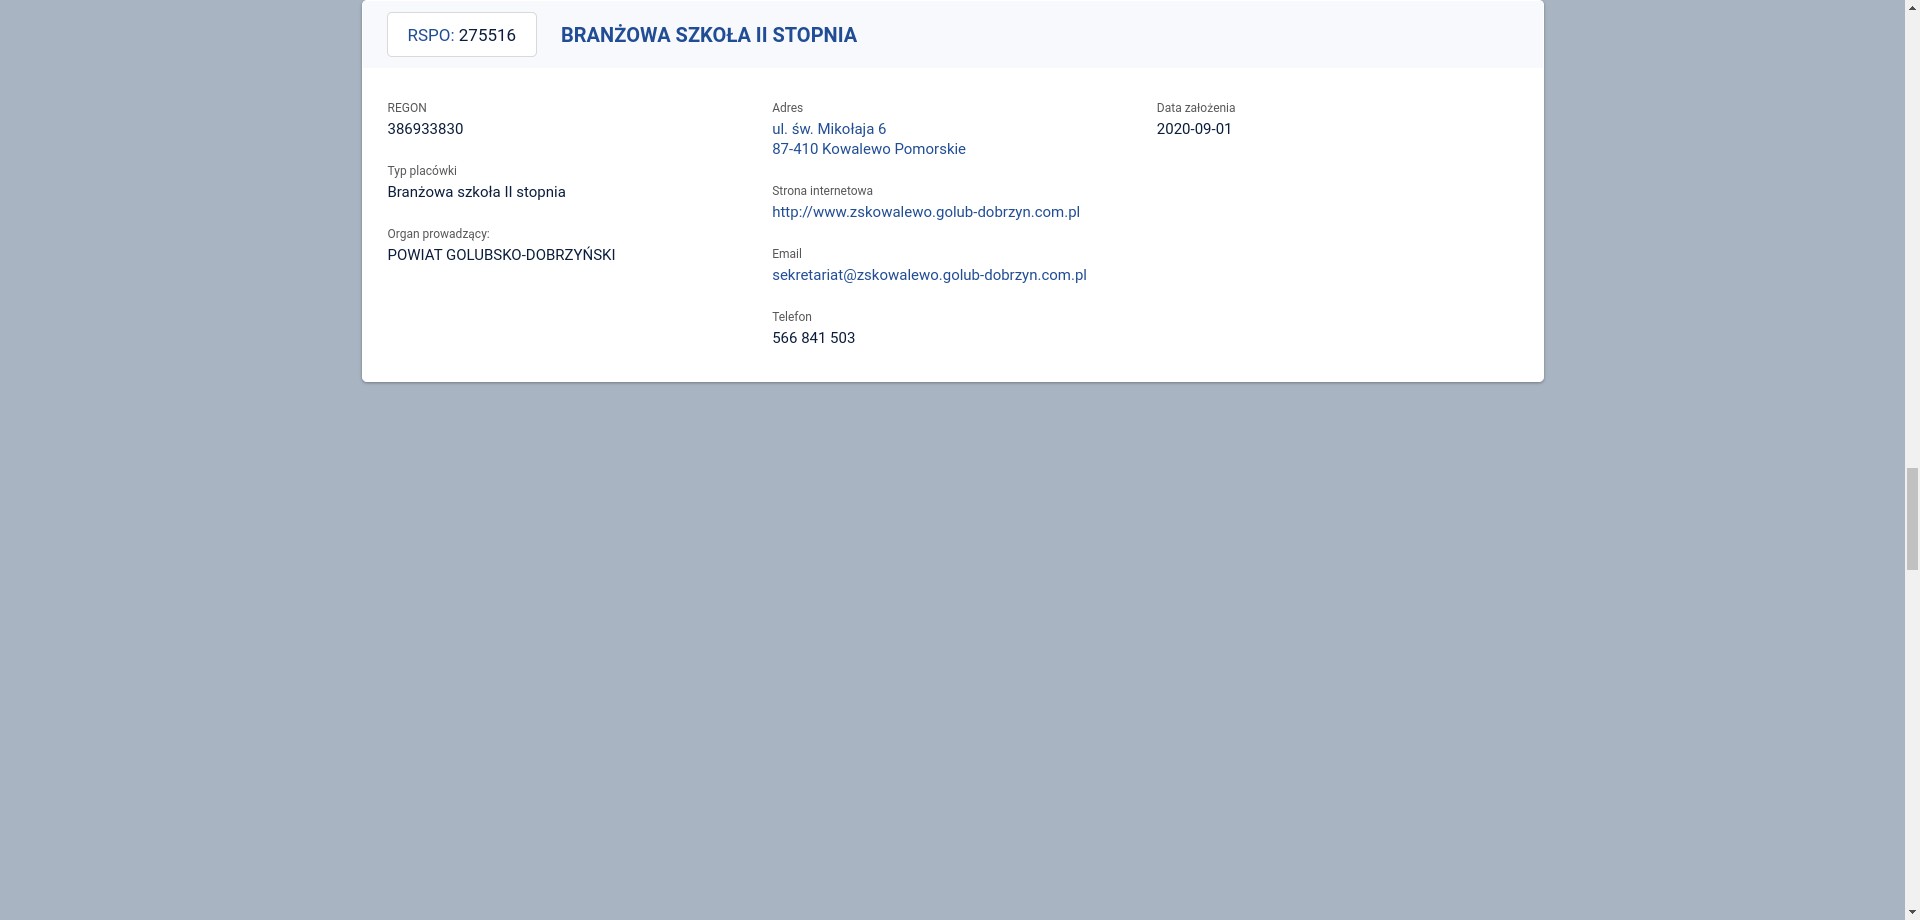 RSPO: 275516
BRANŻOWA SZKOŁA II STOPNIA
REGON
386933830
Typ placówki
Branżowa szkoła II stopnia
Organ prowadzący:
POWIAT GOLUBSKO-DOBRZYŃSKI
Adres
ul. św. Mikołaja 6
87-410 Kowalewo Pomorskie
Strona internetowa
http://www.zskowalewo.golub-dobrzyn.com.pl
Email
sekretariat@zskowalewo.golub-dobrzyn.com.pl
Telefon
566 841 503
Data założenia
2020-09-01